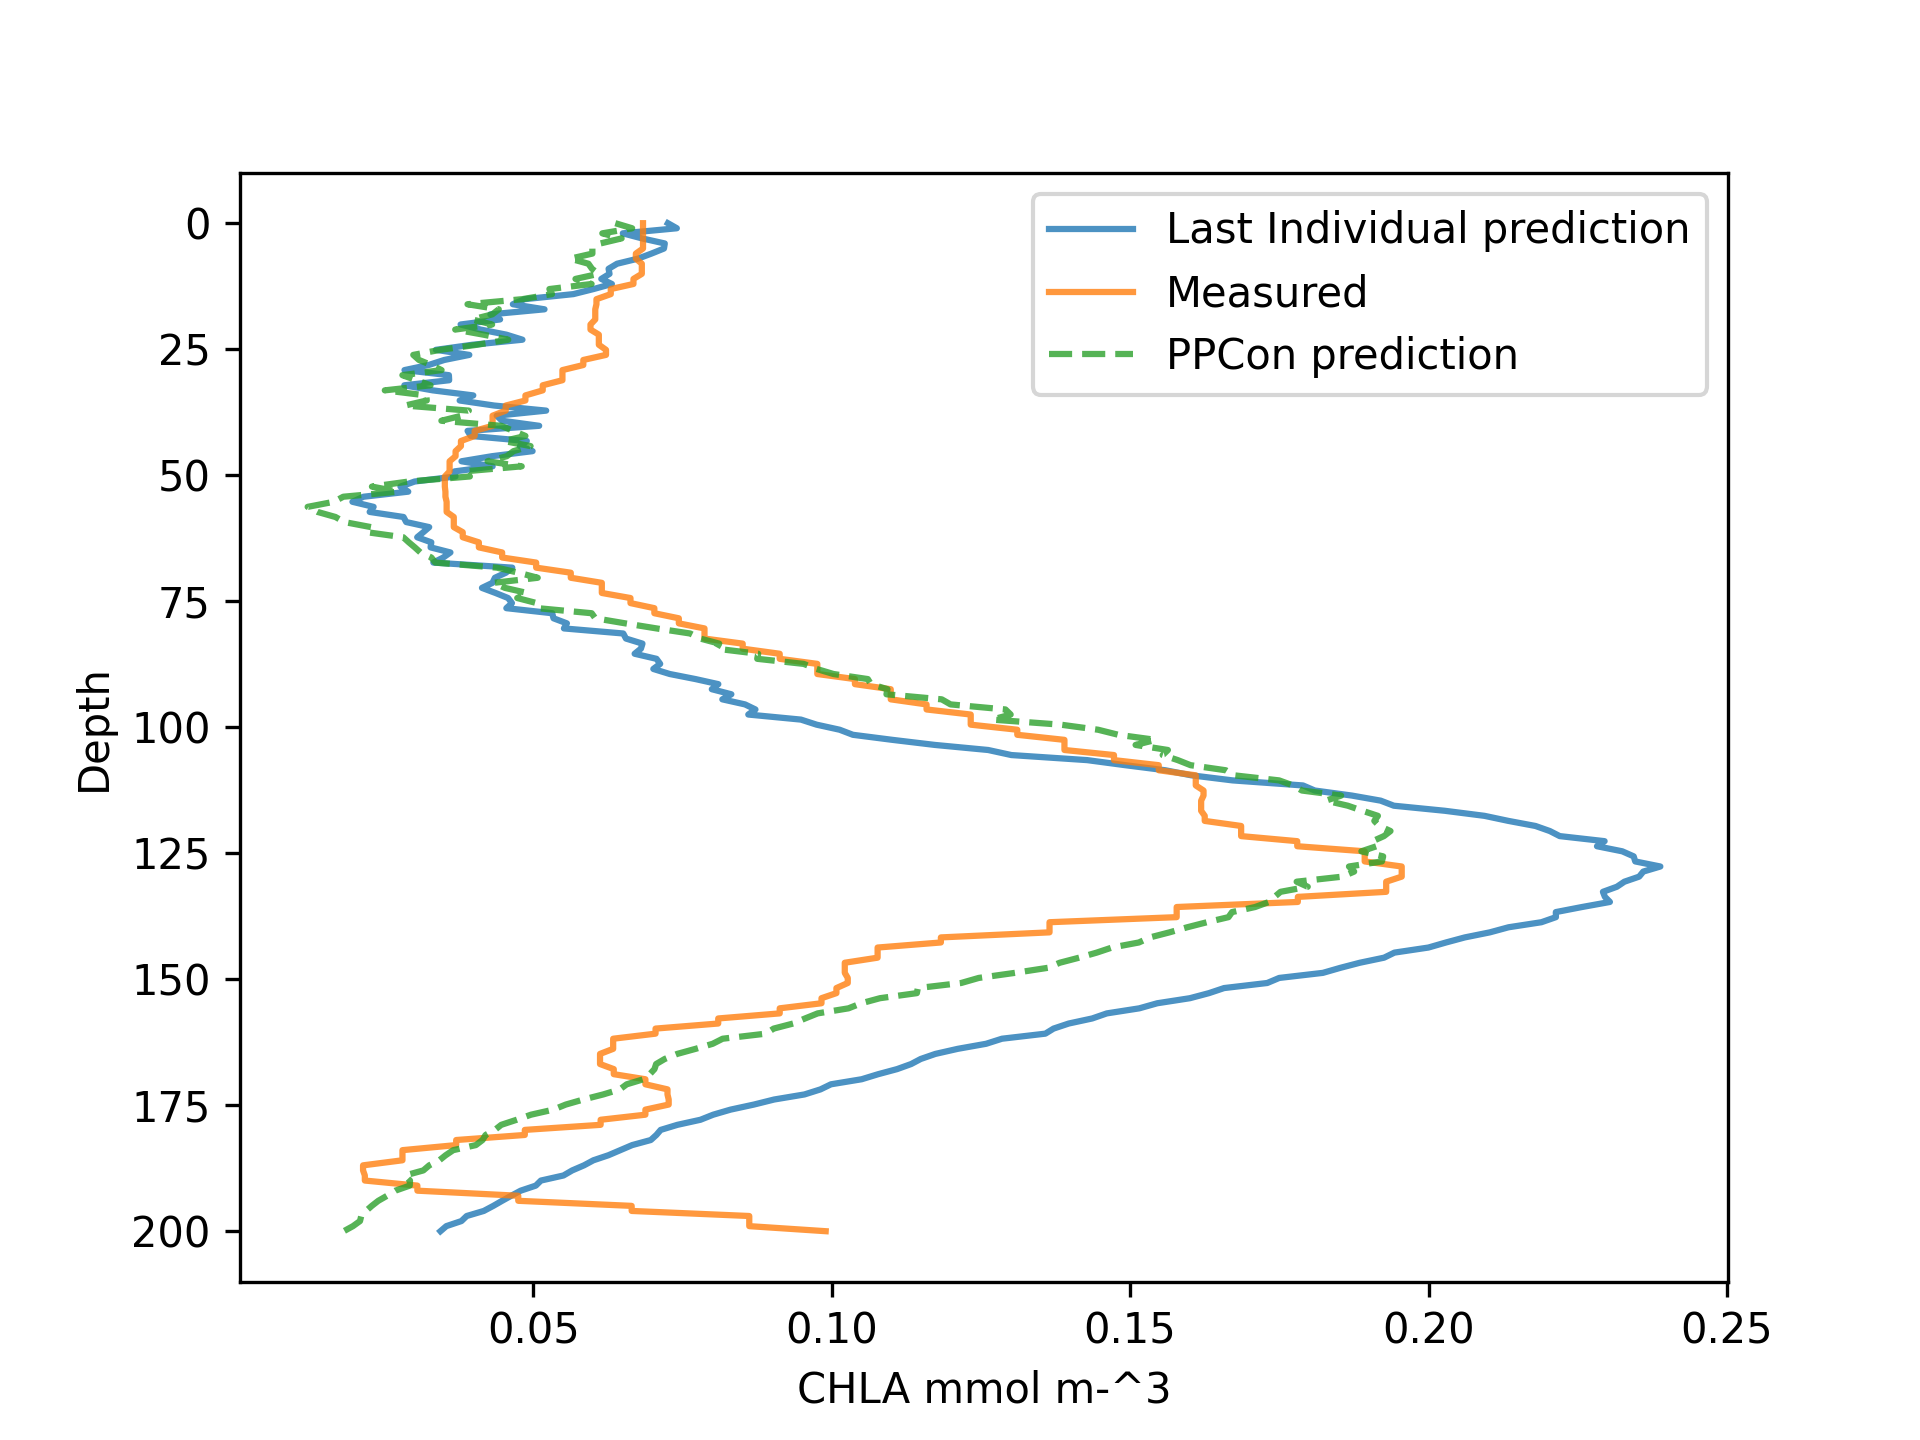 Last Individual prediction
Measured
PPCon prediction
0
25
50
75
100
125
150
175
200
Depth
0.05 0.10 0.15 0.20 0.25
CHLA mmol m-^3